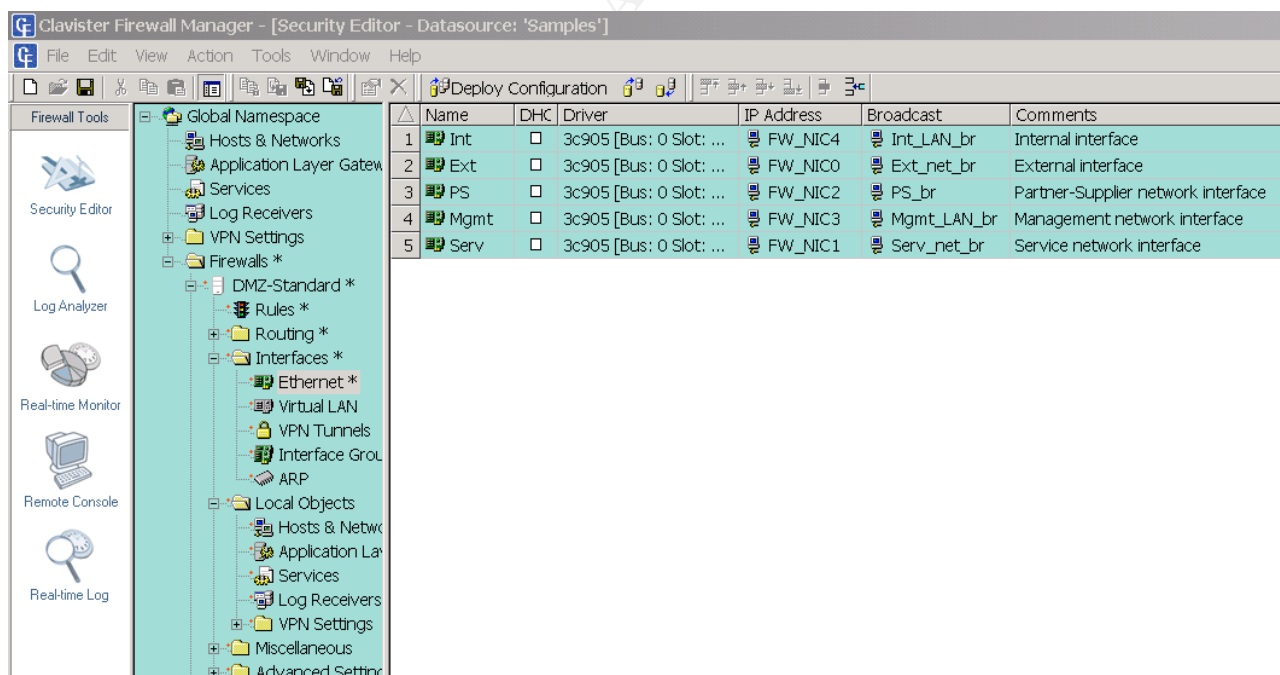 Clavister Firewall Manager - [Security Editor - Datasource: 'Samples']
File Edit View Action Tools Window Help
Deploy Configuration
Firewall Tools
Security Editor
Log Analyzer
Real-time Monitor
Remote Console
Real-time Log
Global Namespace
Hosts & Networks
Application Layer Gatew
Services
Log Receivers
VPN Settings
Firewalls *
DMZ-Standard *
Rules *
Routing *
Interfaces *
Ethernet *
Virtual LAN
VPN Tunnels
Interface Grou
ARP
Local Objects
Hosts & Netwo
Application La
Services
Log Receivers
VPN Settings
Miscellaneous
Advanced Setting
Name DHC Driver IP Address Broadcast Comments
1 Int 3c905 [Bus: 0 Slot: ... FW_NIC4 Int_LAN_br Internal interface
2 Ext 3c905 [Bus: 0 Slot: ... FW_NIC0 Ext_net_br External interface
3 PS 3c905 [Bus: 0 Slot: ... FW_NIC2 PS_br Partner-Supplier network interface
4 Mgmt 3c905 [Bus: 0 Slot: ... FW_NIC3 Mgmt_LAN_br Management network interface
5 Serv 3c905 [Bus: 0 Slot: ... FW_NIC1 Serv_net_br Service network interface